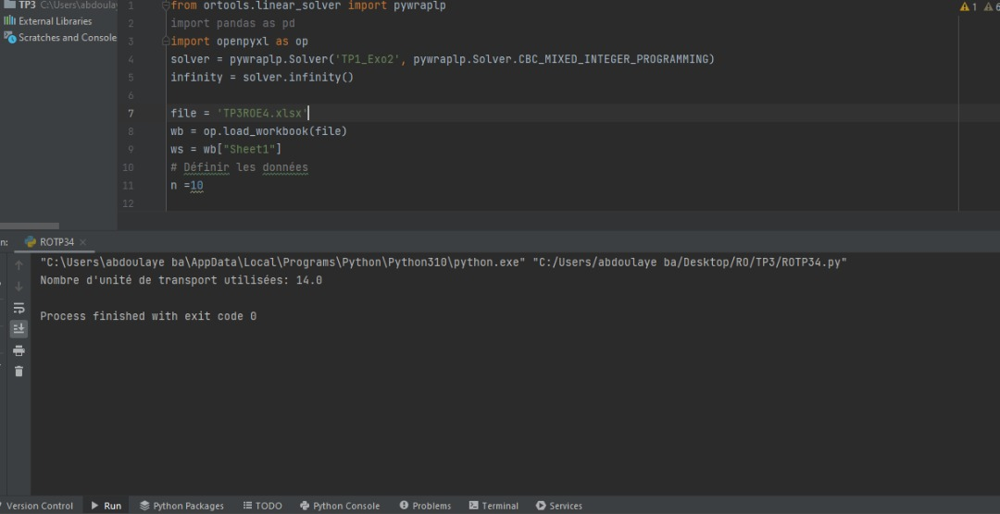 TP3 C:\Users\abdoulay
External Libraries
Scratches and Console
1 from ortools.linear_solver import pywraplp
2 import pandas as pd
3 import openpyxl as op
4 solver = pywraplp.Solver('TP1_Exo2', pywraplp.Solver.CBC_MIXED_INTEGER_PROGRAMMING)
5 infinity = solver.infinity()
6
7 file = 'TP3ROE4.xlsx'
8 wb = op.load_workbook(file)
9 ws = wb["Sheet1"]
10 # Définir les données
11 n =10
12
1 6
n: ROTP34
"C:\Users\abdoulaye ba\AppData\Local\Programs\Python\Python310\python.exe" "C:/Users/abdoulaye ba/Desktop/RO/TP3/ROTP34.py"
Nombre d'unité de transport utilisées: 14.0
Process finished with exit code 0
Version Control Run Python Packages TODO Python Console Problems Terminal Services